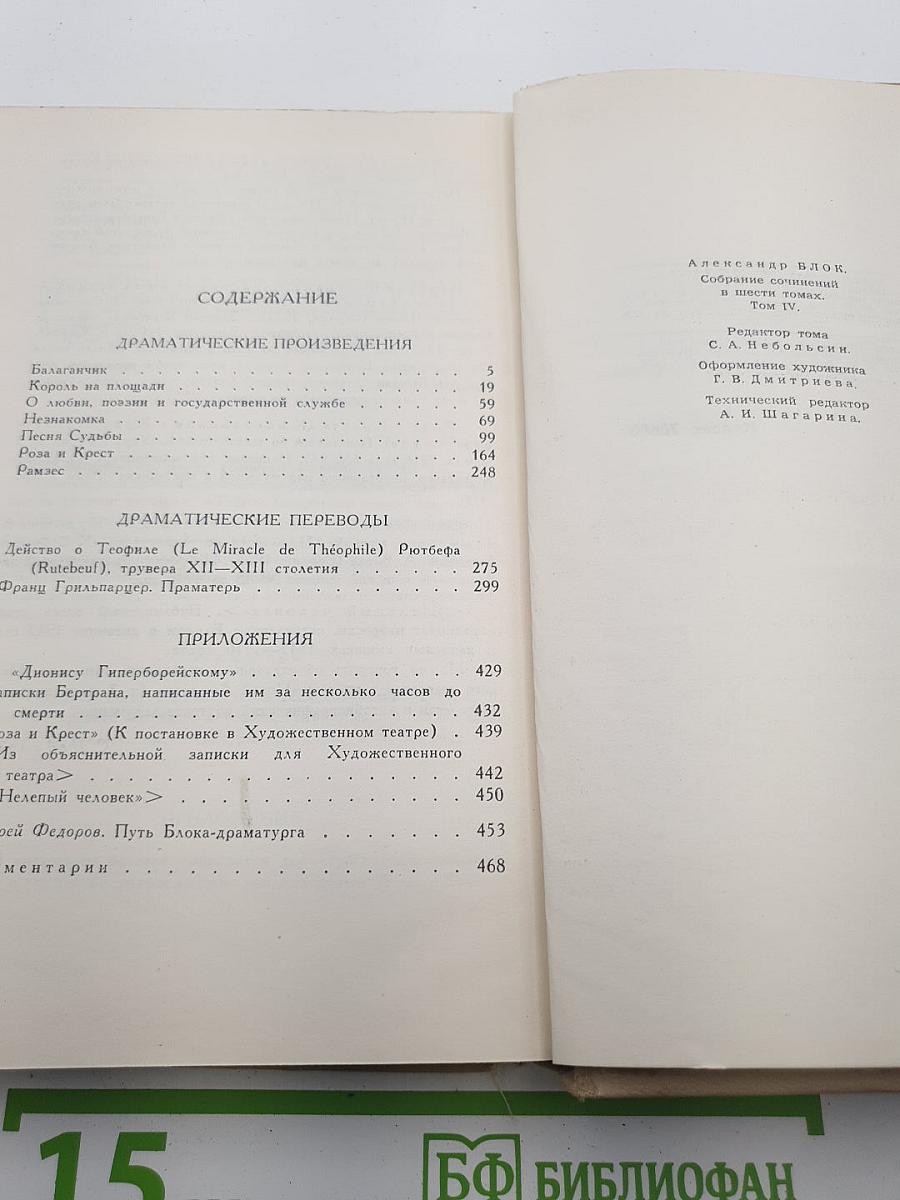 СОДЕРЖАНИЕ
ДРАМАТИЧЕСКИЕ ПРОИЗВЕДЕНИЯ
Балаганчик . . . . . . . . . . . . . . . . . . . . 5
Король на площади . . . . . . . . . . . . . . . . 19
О любви, поэзии и государственной службе . . . . . . 59
Незнакомка . . . . . . . . . . . . . . . . . . . . 69
Песня Судьбы . . . . . . . . . . . . . . . . . . . 99
Роза и Крест . . . . . . . . . . . . . . . . . . . 164
Рамзес . . . . . . . . . . . . . . . . . . . . . . 248
ДРАМАТИЧЕСКИЕ ПЕРЕВОДЫ
Действо о Теофиле (Le Miracle de Théophile) Рютбефа
(Rutebeuf), трувера XII—XIII столетия . . . . . . 275
Франц Грильпарцер. Праматерь . . . . . . . . . . . 299
ПРИЛОЖЕНИЯ
«Дионису Гиперборейскому» . . . . . . . . . . . 429
аписки Бертрана, написанные им за несколько часов до
смерти . . . . . . . . . . . . . . . . . . . 432
оза и Крест» (К постановке в Художественном театре) . 439
Из объяснительной записки для Художественного
театра> . . . . . . . . . . . . . . . . . . 442
Нелепый человек»> . . . . . . . . . . . . . . 450
рей Федоров. Путь Блока-драматурга . . . . . . . 453
ментарии . . . . . . . . . . . . . . . . . 468
Александр БЛОК.
Собрание сочинений
в шести томах.
Том IV.
Редактор тома
С. А. Небольсин.
Оформление художника
Г. В. Дмитриева.
Технический редактор
А. И. Шагарина.
15
БФ БИБЛИОФАН